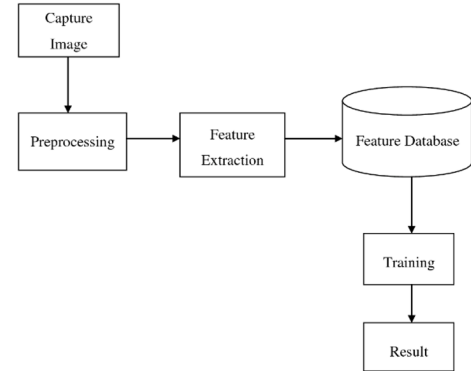 Capture
Image
Preprocessing
Feature
Extraction
Feature Database
Training
Result